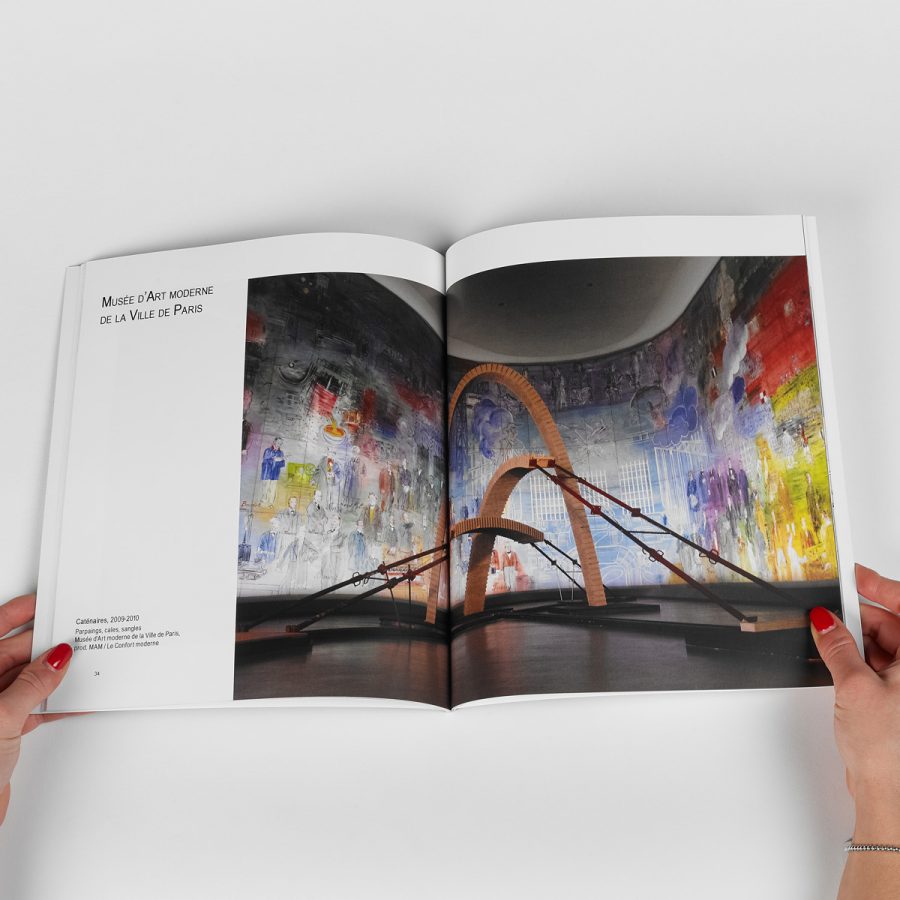 Musée d'Art moderne
de la Ville de Paris
Caténaires, 2009-2010
Parpaings, cales, sangles
Musée d'Art moderne de la Ville de Paris,
prod. MAM / Le Confort moderne
34